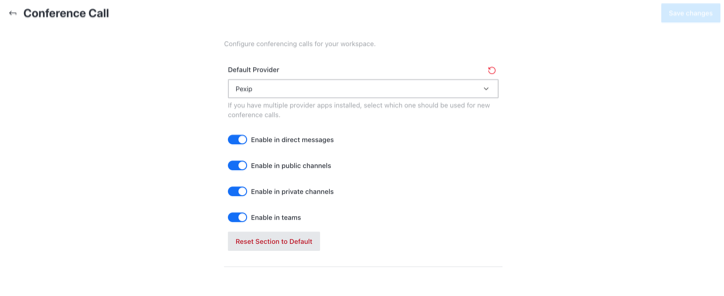 Conference Call
Save changes
Configure conferencing calls for your workspace.
Default Provider
Pexip
If you have multiple provider apps installed, select which one should be used for new
conference calls.
Enable in direct messages
Enable in public channels
Enable in private channels
Enable in teams
Reset Section to Default